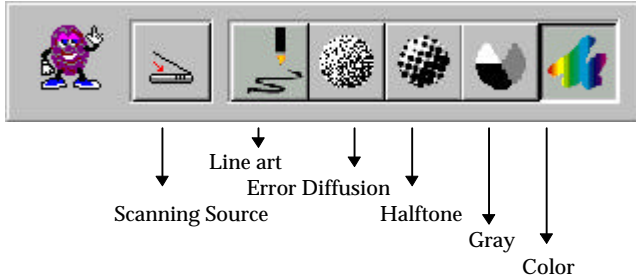 Line art
Error Diffusion
Scanning Source
Halftone
Gray
Color